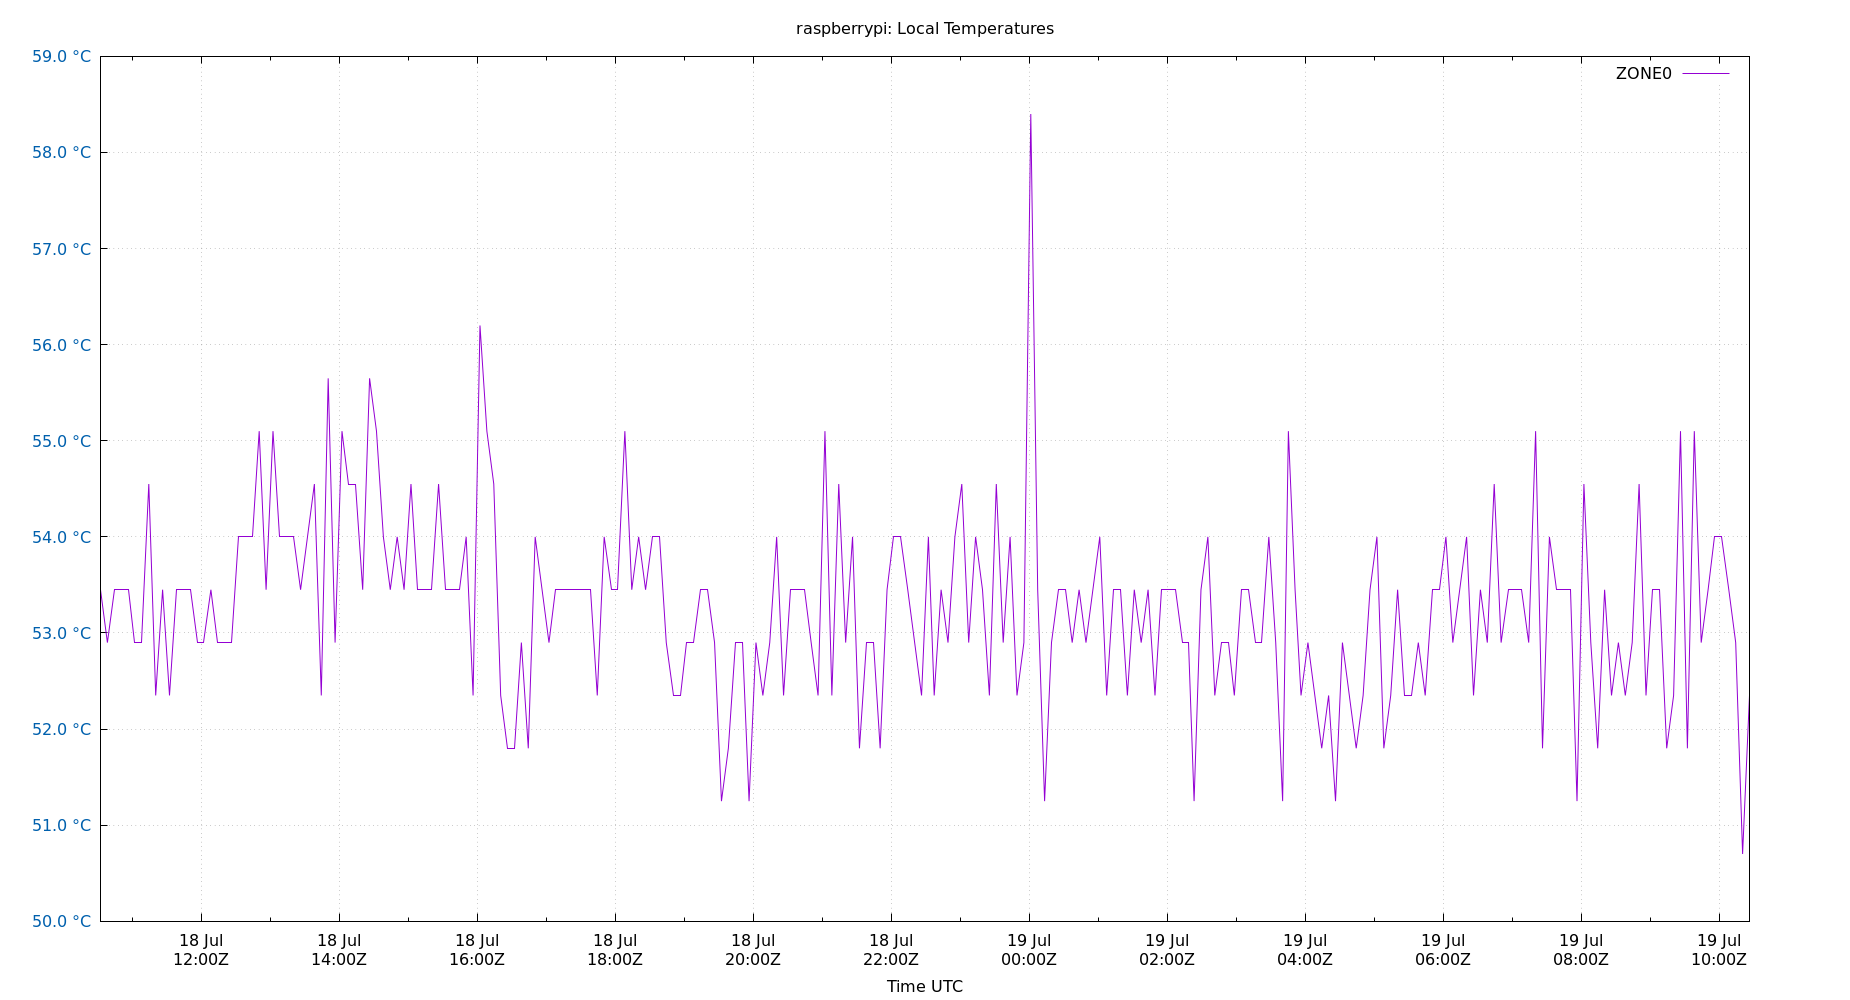 raspberrypi: Local Temperatures
59.0 °C
ZONE0
58.0 °C
57.0 °C
56.0 °C
55.0 °C
54.0 °C
53.0 °C
52.0 °C
51.0 °C
50.0 °C
18 Jul 18 Jul 18 Jul 18 Jul 18 Jul 18 Jul 19 Jul 19 Jul 19 Jul 19 Jul 19 Jul 19 Jul
12:00Z 14:00Z 16:00Z 18:00Z 20:00Z 22:00Z 00:00Z 02:00Z 04:00Z 06:00Z 08:00Z 10:00Z
Time UTC